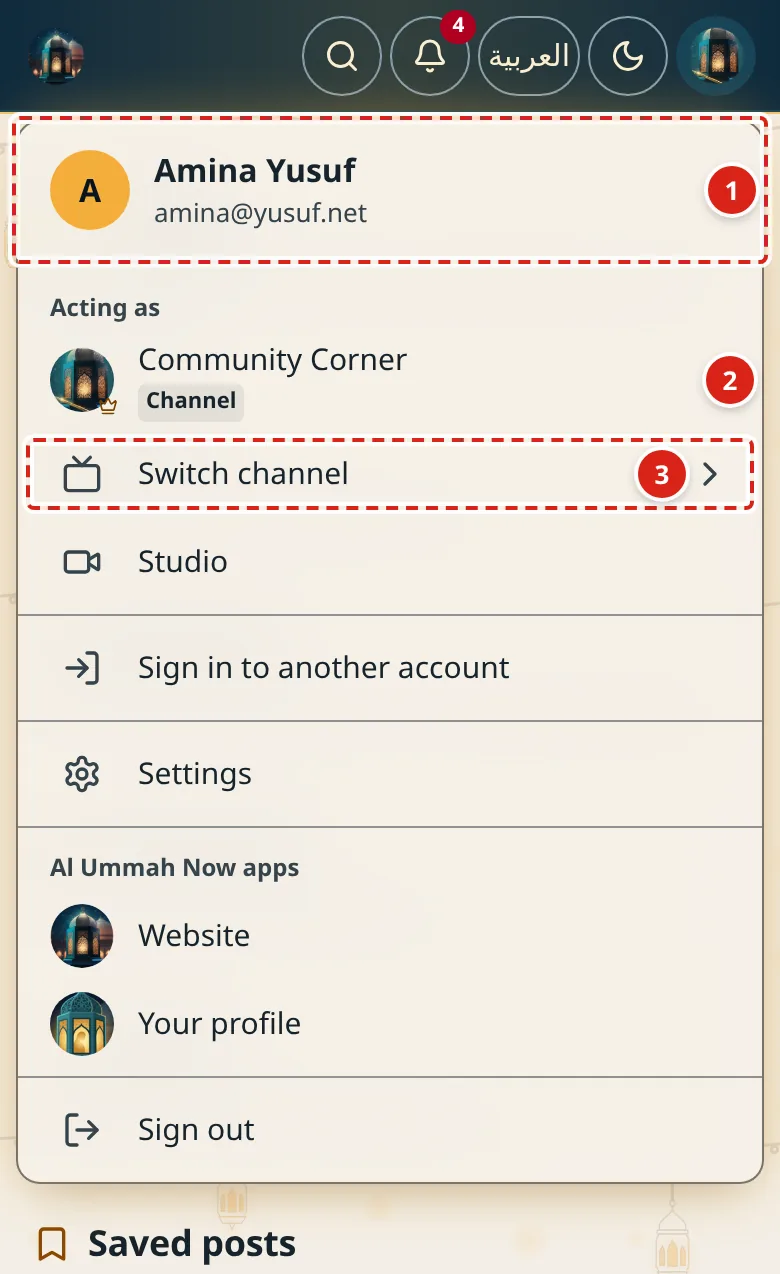 4
العربية
A
Amina Yusuf
amina@yusuf.net
1
Acting as
Community Corner
Channel
2
Switch channel
3
Studio
Sign in to another account
Settings
Al Ummah Now apps
Website
Your profile
Sign out
Saved posts